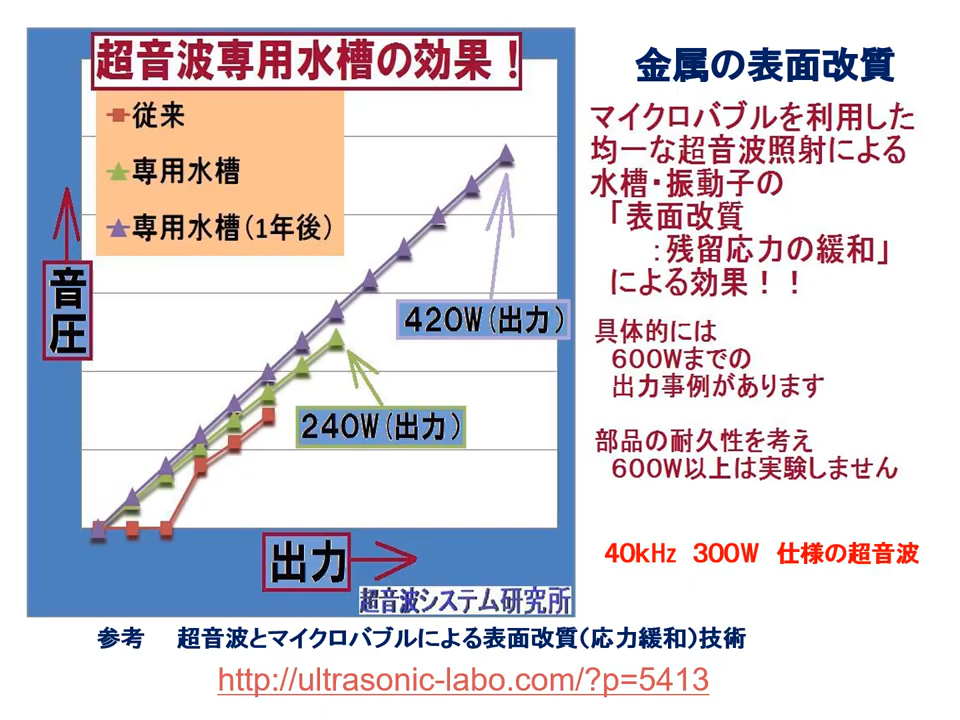 超音波専用水槽の効果！
従来
専用水槽
専用水槽(1年後)
音圧
420W(出力)
240W(出力)
出力
超音波システム研究所
金属の表面改質
マイクロバブルを利用した
均一な超音波照射による
水槽・振動子の
「表面改質
：残留応力の緩和」
による効果！！
具体的には
600Wまでの
出力事例があります
部品の耐久性を考え
600W以上は実験しません
40kHz 300W 仕様の超音波
参考 超音波とマイクロバブルによる表面改質(応力緩和)技術
http://ultrasonic-labo.com/?p=5413